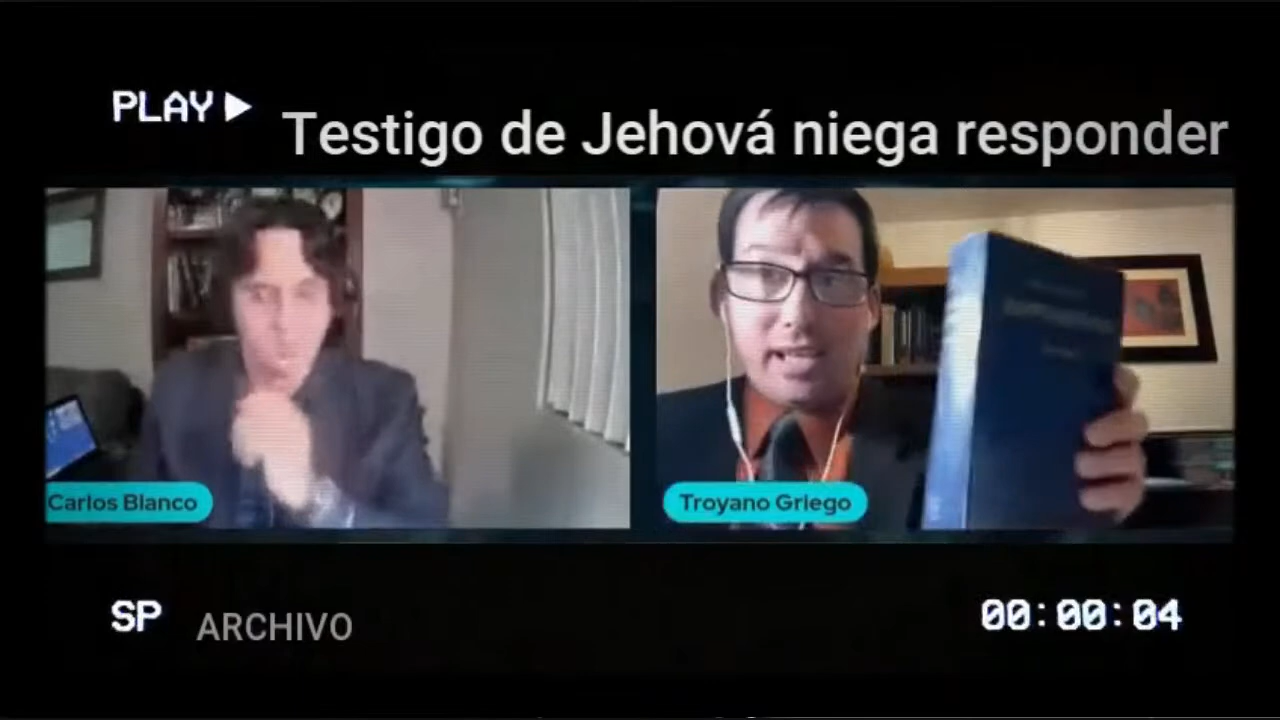 PLAY
Testigo de Jehová niega responder
Carlos Blanco
Troyano Griego
SP
ARCHIVO
00:00:04